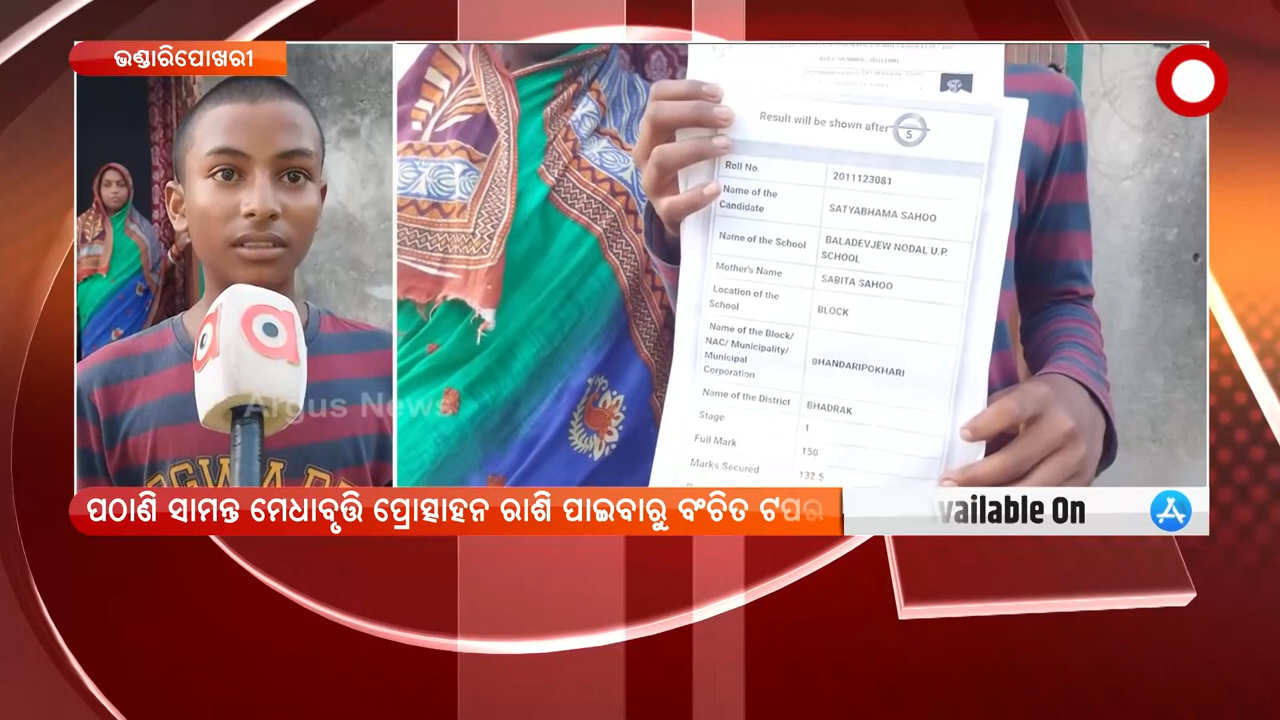 ଭଣ୍ଡାରିପୋଖରୀ
Result will be shown after
5
Roll No. 2011123081
Name of the Candidate SATYABHAMA SAHOO
Name of the School BALADEVJEW NODAL U.P. SCHOOL
Mother's Name SABITA SAHOO
Location of the School BLOCK
Name of the Block/ NAC/ Municipality/ Municipal Corporation BHANDARIPOKHARI
Name of the District BHADRAK
Stage 1
Full Mark 150
Marks Secured 132.5
Argus News
ପଠାଣି ସାମନ୍ତ ମେଧାବୃତ୍ତି ପ୍ରୋତ୍ସାହନ ରାଶି ପାଇବାରୁ ବଂଚିତ ଟପର
vailable On